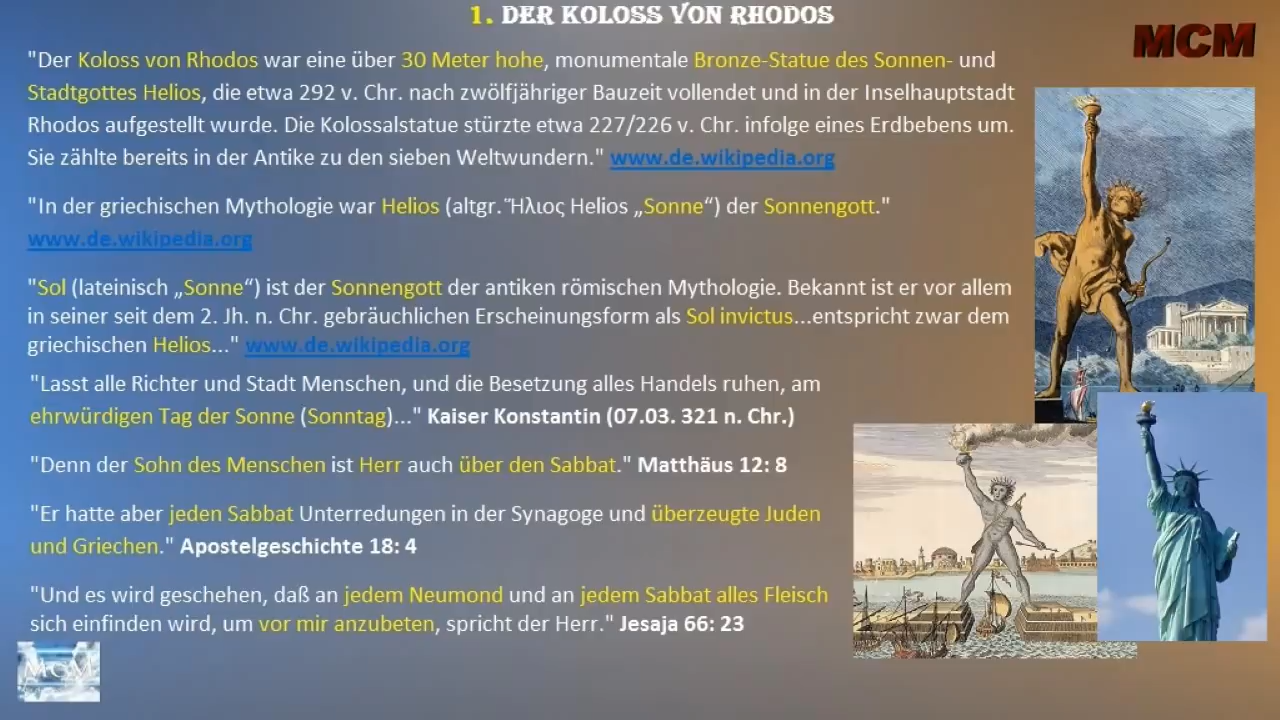 1. DER KOLOSS VON RHODOS
MCM
"Der Koloss von Rhodos war eine über 30 Meter hohe, monumentale Bronze-Statue des Sonnen- und
Stadtgottes Helios, die etwa 292 v. Chr. nach zwölfjähriger Bauzeit vollendet und in der Inselhauptstadt
Rhodos aufgestellt wurde. Die Kolossalstatue stürzte etwa 227/226 v. Chr. infolge eines Erdbebens um.
Sie zählte bereits in der Antike zu den sieben Weltwundern." www.de.wikipedia.org
"In der griechischen Mythologie war Helios (altgr. Ἥλιος Helios „Sonne“) der Sonnengott."
www.de.wikipedia.org
"Sol (lateinisch „Sonne“) ist der Sonnengott der antiken römischen Mythologie. Bekannt ist er vor allem
in seiner seit dem 2. Jh. n. Chr. gebräuchlichen Erscheinungsform als Sol invictus...entspricht zwar dem
griechischen Helios..." www.de.wikipedia.org
"Lasst alle Richter und Stadt Menschen, und die Besetzung alles Handels ruhen, am
ehrwürdigen Tag der Sonne (Sonntag)..." Kaiser Konstantin (07.03. 321 n. Chr.)
"Denn der Sohn des Menschen ist Herr auch über den Sabbat." Matthäus 12: 8
"Er hatte aber jeden Sabbat Unterredungen in der Synagoge und überzeugte Juden
und Griechen." Apostelgeschichte 18: 4
"Und es wird geschehen, daß an jedem Neumond und an jedem Sabbat alles Fleisch
sich einfinden wird, um vor mir anzubeten, spricht der Herr." Jesaja 66: 23
MGM